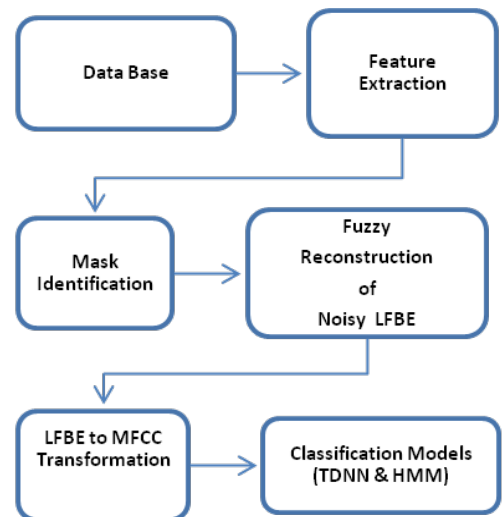 Data Base
Feature
Extraction
Mask
Identification
Fuzzy
Reconstruction
of
Noisy LFBE
LFBE to MFCC
Transformation
Classification Models
(TDNN & HMM)